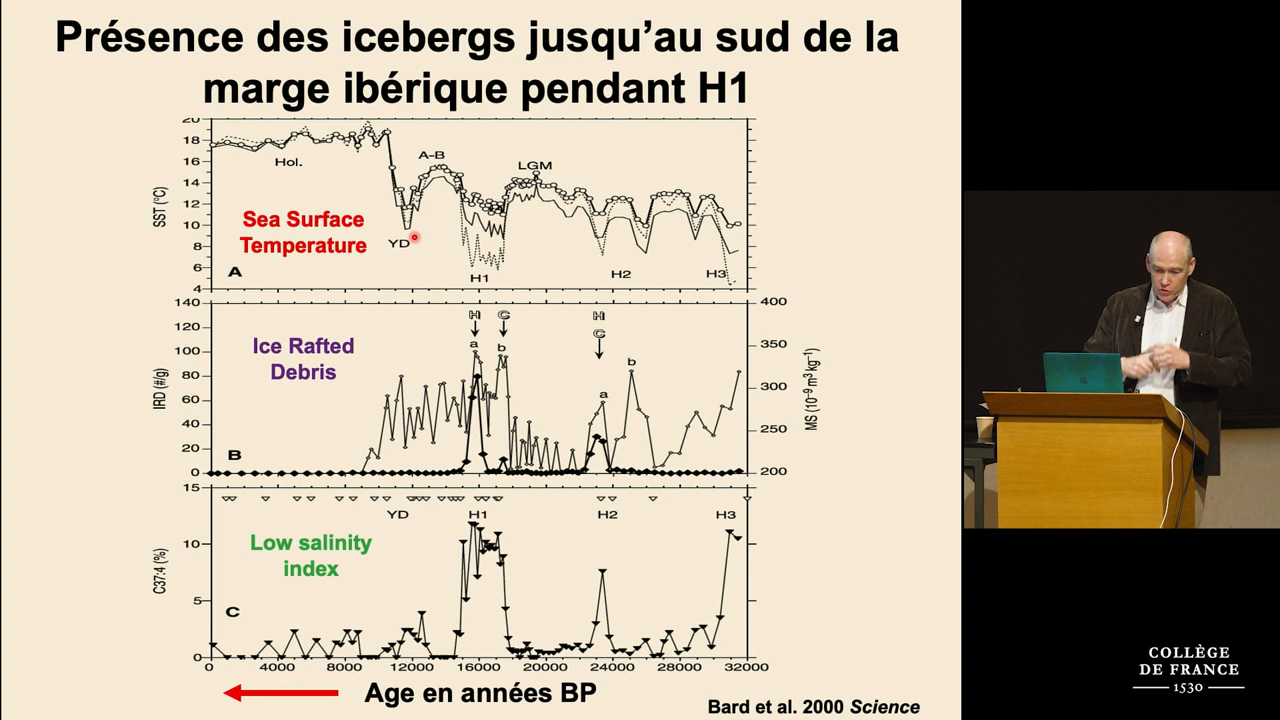 Présence des icebergs jusqu'au sud de la
marge ibérique pendant H1
20
18
16
14
12
10
8
6
4
SST (°C)
Hol.
A-B
LGM
Sea Surface
Temperature
YD
A
H1
H2
H3
140
120
100
80
60
40
20
0
IRD (#/g)
400
350
300
250
200
MS (10⁻⁹ m³ kg⁻¹)
Ice Rafted
Debris
H
C
H
C
a
b
a
b
B
15
10
5
0
C37:4 (%)
YD
H1
H2
H3
Low salinity
index
C
0
4000
8000
12000
16000
20000
24000
28000
32000
Age en années BP
Bard et al. 2000 Science
COLLÈGE
DE FRANCE
1530